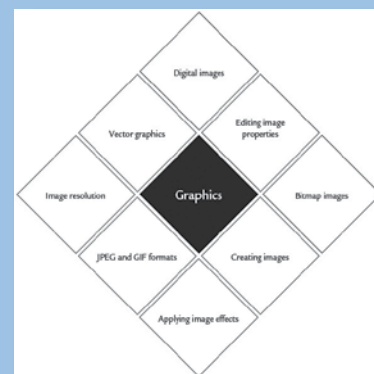 Digital images
Vector graphics
Editing image
properties
Image resolution
Graphics
Bitmap images
JPEG and GIF formats
Creating images
Applying image effects